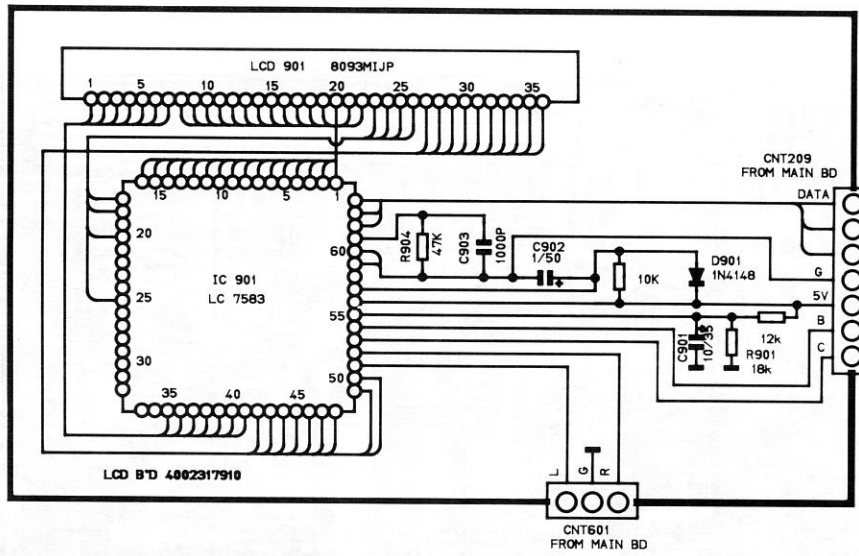 LCD 901 8093MIJP
1 5 10 15 20 25 30 35
CNT209
FROM MAIN BD
DATA
15 10 5 1
20
60
R904
47K
C903
1000P
C902
1/50
+
D901
1N4148
G
IC 901
LC 7583
10K
5V
25
55
B
C901
10/35
12k
R901
18k
C
30
50
35 40 45
LCD B'D 4002317910
L
G
R
CNT601
FROM MAIN BD